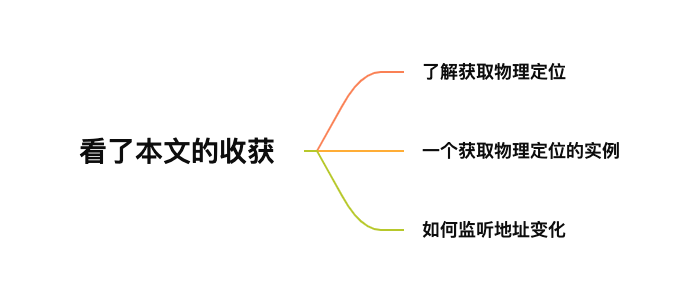 看了本文的收获
了解获取物理定位
一个获取物理定位的实例
如何监听地址变化